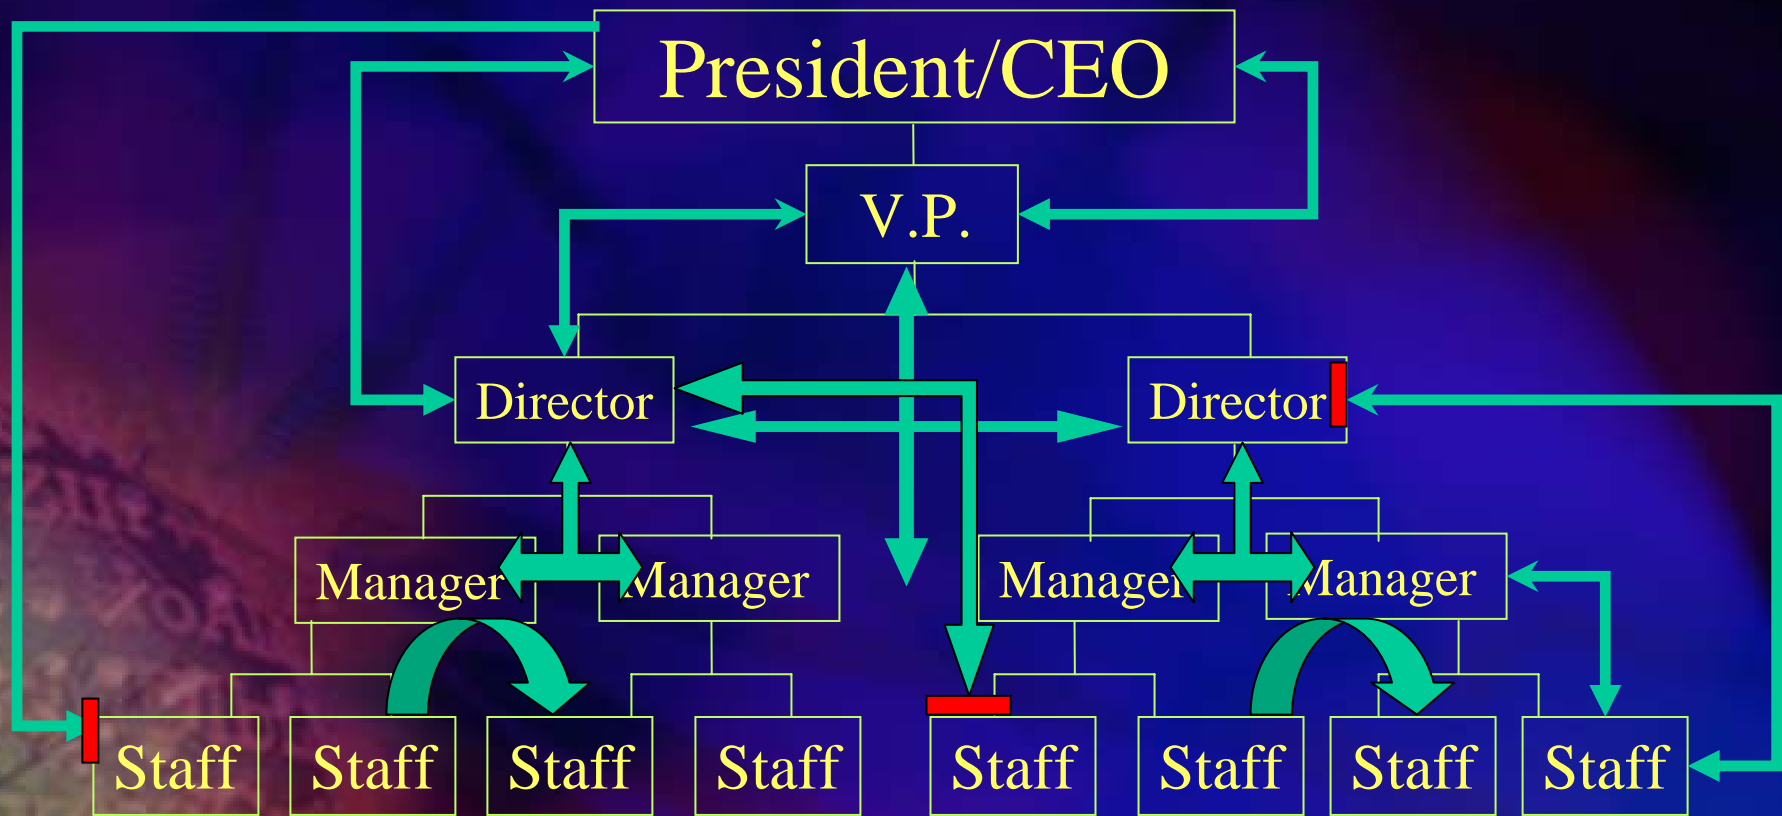 President/CEO
V.P.
Director
Director
Manager
Manager
Manager
Manager
Staff
Staff
Staff
Staff
Staff
Staff
Staff
Staff